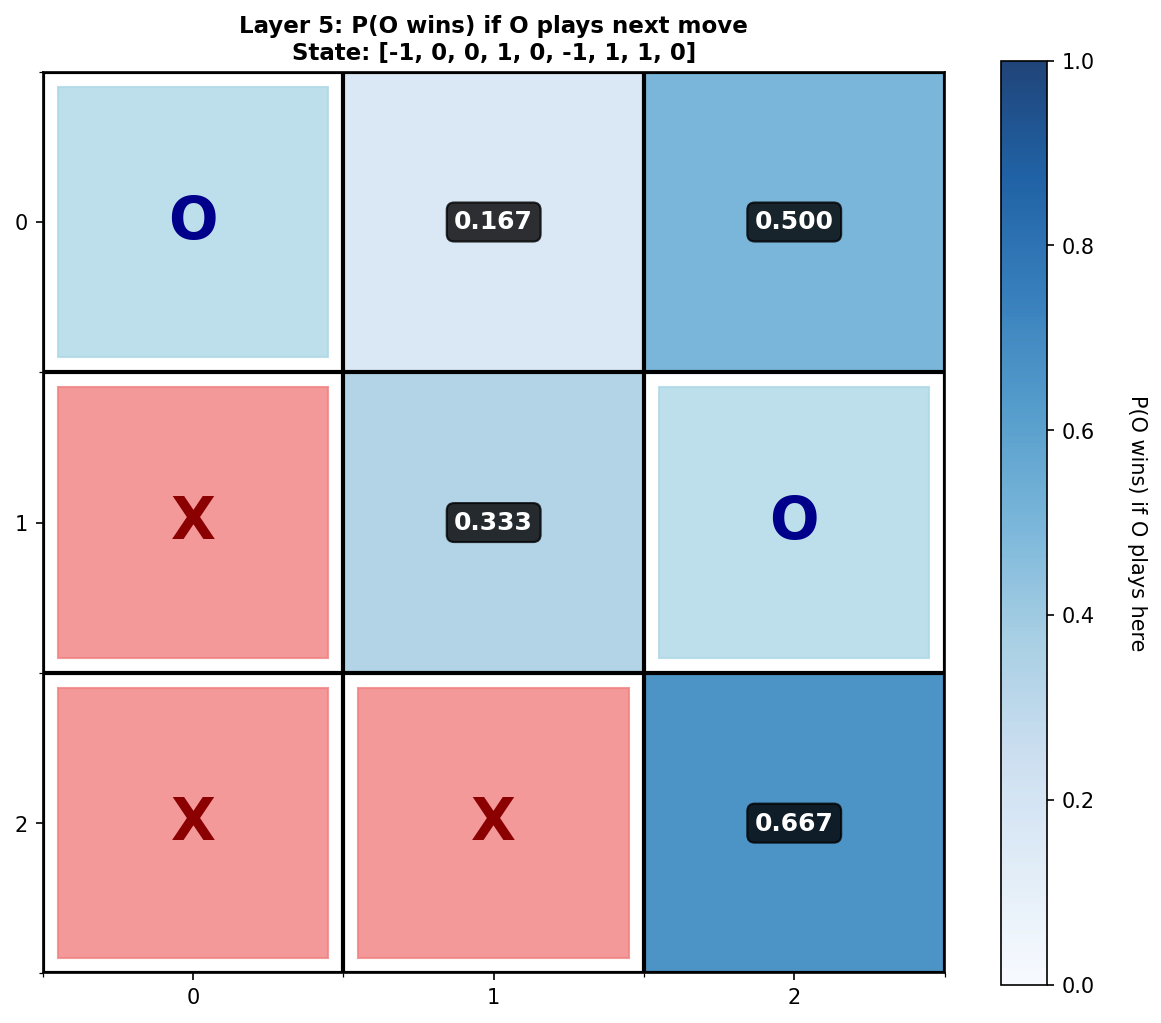 Layer 5: P(O wins) if O plays next move
State: [-1, 0, 0, 1, 0, -1, 1, 1, 0]
0
O
0.167
0.500
1
X
0.333
O
2
X
X
0.667
0
1
2
1.0
0.8
0.6
0.4
0.2
0.0
P(O wins) if O plays here